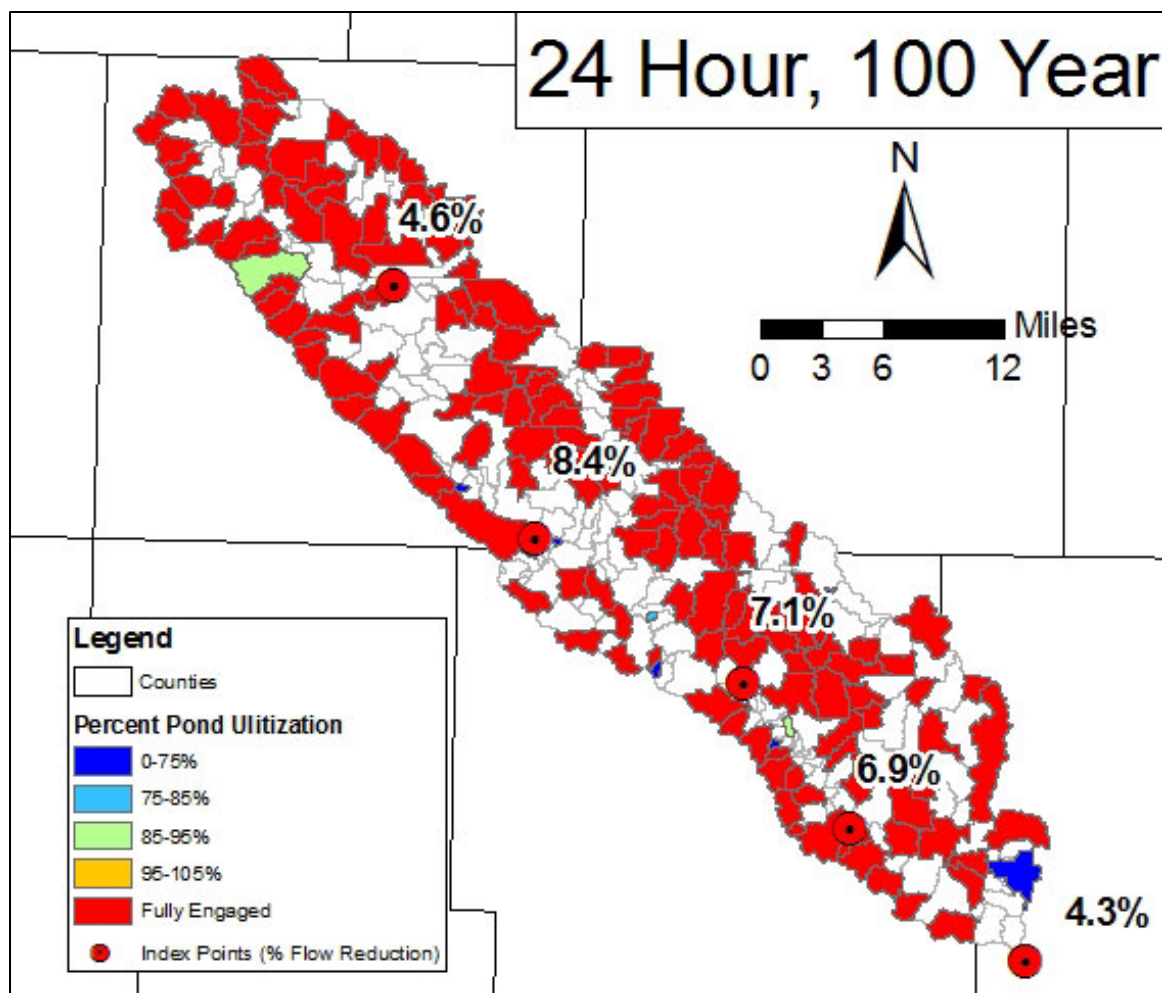 24 Hour, 100 Year
N
Miles
0 3 6 12
4.6%
8.4%
7.1%
6.9%
4.3%
Legend
Counties
Percent Pond Ulitization
0-75%
75-85%
85-95%
95-105%
Fully Engaged
Index Points (% Flow Reduction)